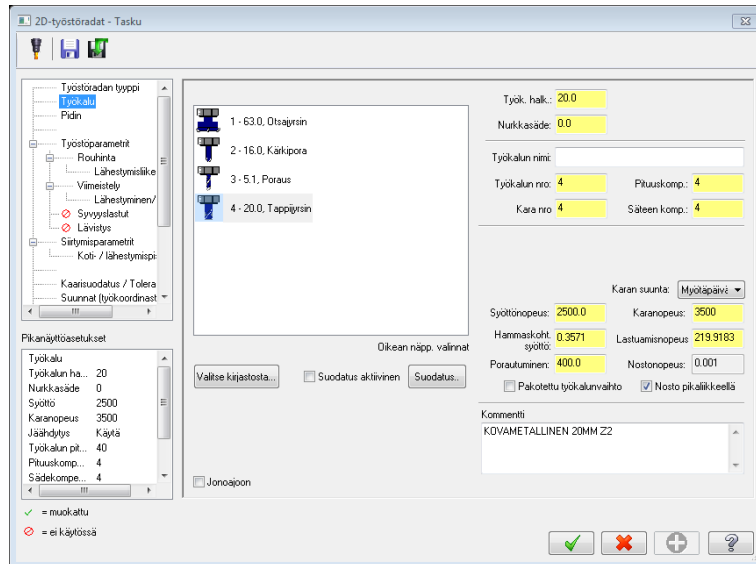 2D-työstöradat - Tasku
Työstöradan tyyppi
Työkalu
Pidin
Työstöparametrit
Rouhinta
Lähestymisliike
Viimeistely
Lähestyminen/
Syvyyslastut
Lävistys
Siirtymisparametrit
Koti- / lähestymispi
Kaarisuodatus / Tolera
Suunnat (työkoordinast
Pikanäyttöasetukset
Työkalu
Työkalun ha... 20
Nurkkasäde 0
Syöttö 2500
Karanopeus 3500
Jäähdytys Käytä
Työkalun pit... 40
Pituuskomp... 4
Sädekompe... 4
✓ = muokattu
= ei käytössä
1 - 63.0, Otsajyrsin
2 - 16.0, Kärkipora
3 - 5.1, Poraus
4 - 20.0, Tappijyrsin
Oikean näpp. valinnat
Valitse kirjastosta... Suodatus aktiivinen Suodatus..
Jonoajoon
Työk. halk.: 20.0
Nurkkasäde: 0.0
Työkalun nimi:
Työkalun nro: 4 Pituuskomp.: 4
Kara nro 4 Säteen komp.: 4
Karan suunta: Myötäpäivä
Syöttönopeus: 2500.0 Karanopeus: 3500
Hammaskoht. syöttö: 0.3571 Lastuamisnopeus 219.9183
Porautuminen: 400.0 Nostonopeus: 0.001
Pakotettu työkalunvaihto Nosto pikaliikkeellä
Kommentti
KOVAMETALLINEN 20MM Z2